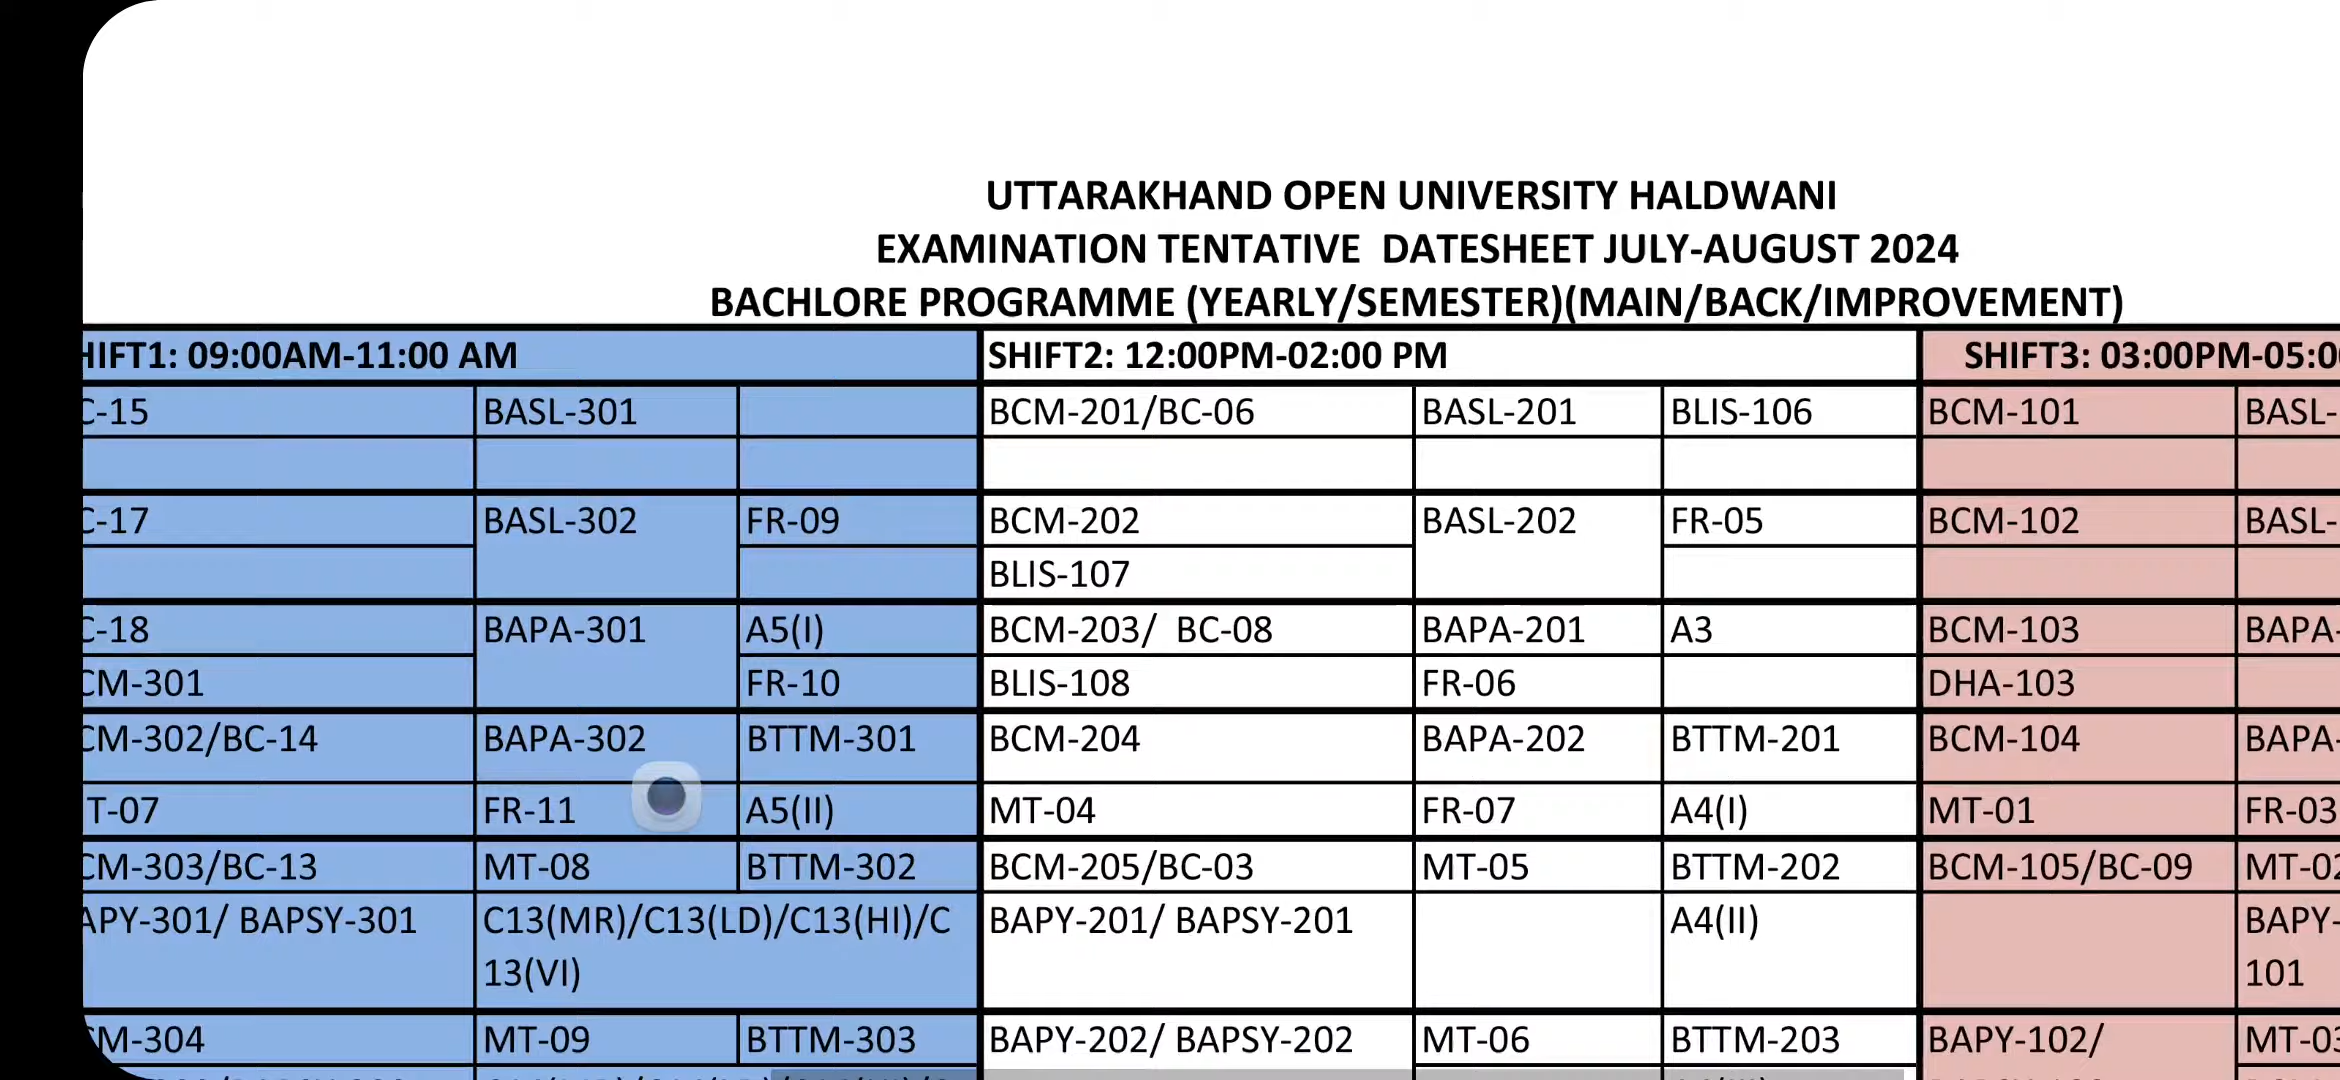 UTTARAKHAND OPEN UNIVERSITY HALDWANI
EXAMINATION TENTATIVE DATESHEET JULY-AUGUST 2024
BACHLORE PROGRAMME (YEARLY/SEMESTER)(MAIN/BACK/IMPROVEMENT)
HIFT1: 09:00AM-11:00 AM SHIFT2: 12:00PM-02:00 PM SHIFT3: 03:00PM-05:0
C-15 BASL-301 BCM-201/BC-06 BASL-201 BLIS-106 BCM-101 BASL-
C-17 BASL-302 FR-09 BCM-202 BASL-202 FR-05 BCM-102 BASL-
BLIS-107
C-18 BAPA-301 A5(I) BCM-203/ BC-08 BAPA-201 A3 BCM-103 BAPA-
CM-301 FR-10 BLIS-108 FR-06 DHA-103
CM-302/BC-14 BAPA-302 BTTM-301 BCM-204 BAPA-202 BTTM-201 BCM-104 BAPA-
T-07 FR-11 A5(II) MT-04 FR-07 A4(I) MT-01 FR-03
CM-303/BC-13 MT-08 BTTM-302 BCM-205/BC-03 MT-05 BTTM-202 BCM-105/BC-09 MT-02
APY-301/ BAPSY-301 C13(MR)/C13(LD)/C13(HI)/C BAPY-201/ BAPSY-201 A4(II) BAPY-
13(VI) 101
CM-304 MT-09 BTTM-303 BAPY-202/ BAPSY-202 MT-06 BTTM-203 BAPY-102/ MT-03